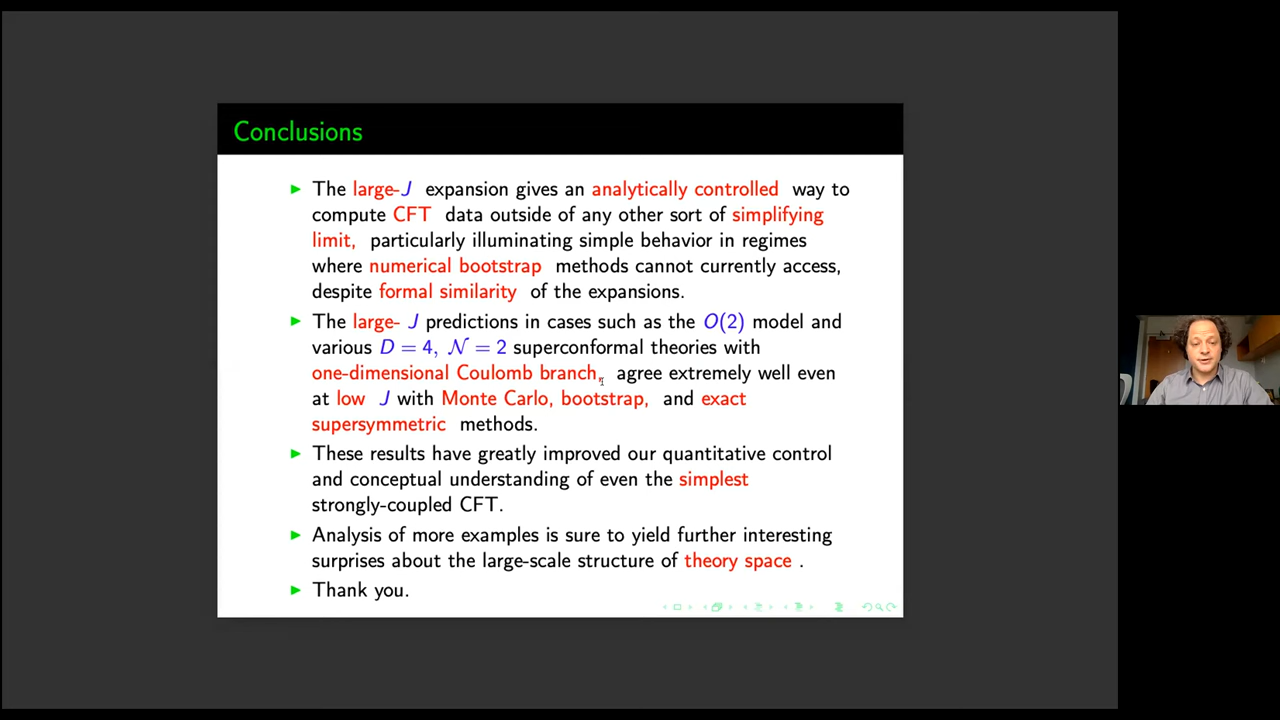 Conclusions
The large-J expansion gives an analytically controlled way to
compute CFT data outside of any other sort of simplifying
limit, particularly illuminating simple behavior in regimes
where numerical bootstrap methods cannot currently access,
despite formal similarity of the expansions.
The large- J predictions in cases such as the O(2) model and
various D = 4, 𝒩 = 2 superconformal theories with
one-dimensional Coulomb branch, agree extremely well even
at low J with Monte Carlo, bootstrap, and exact
supersymmetric methods.
These results have greatly improved our quantitative control
and conceptual understanding of even the simplest
strongly-coupled CFT.
Analysis of more examples is sure to yield further interesting
surprises about the large-scale structure of theory space .
Thank you.